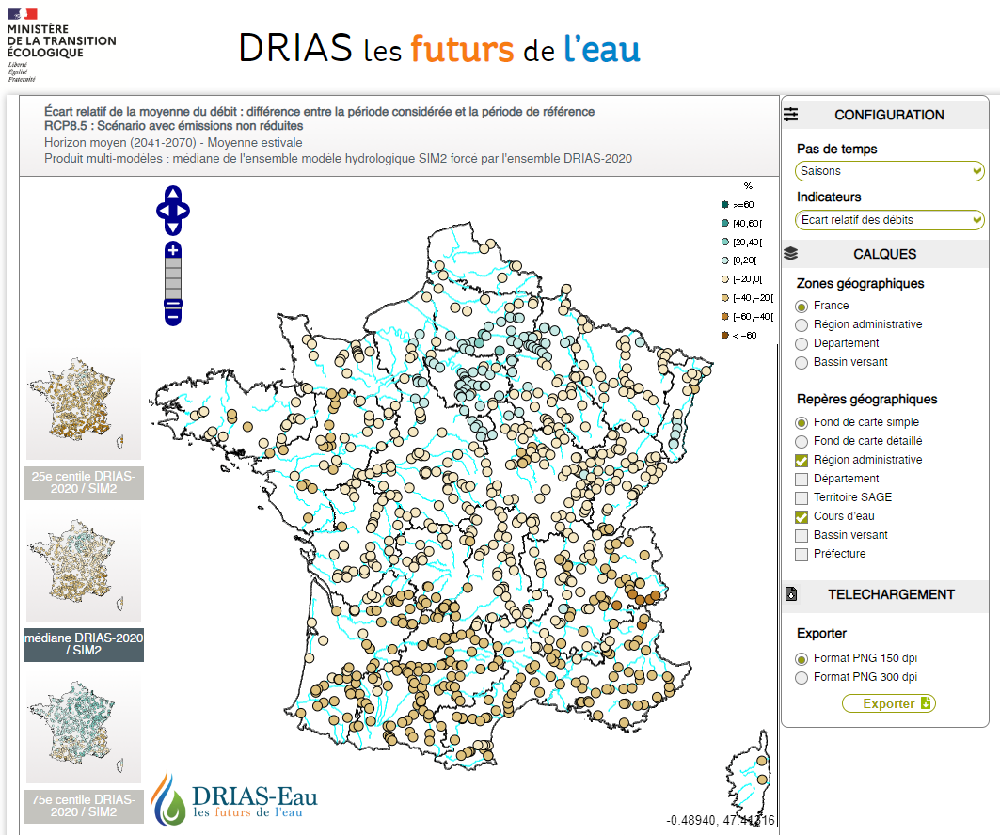 MINISTÈRE
DE LA TRANSITION
ÉCOLOGIQUE
Liberté
Égalité
Fraternité
DRIAS les futurs de l'eau
Écart relatif de la moyenne du débit : différence entre la période considérée et la période de référence
RCP8.5 : Scénario avec émissions non réduites
Horizon moyen (2041-2070) - Moyenne estivale
Produit multi-modèles : médiane de l'ensemble modèle hydrologique SIM2 forcé par l'ensemble DRIAS-2020
%
>=60
[40,60[
[20,40[
[0,20[
[-20,0[
[-40,-20[
[-60,-40[
< -60
25e centile DRIAS-
2020 / SIM2
médiane DRIAS-2020
/ SIM2
75e centile DRIAS-
2020 / SIM2
DRIAS-Eau
les futurs de l'eau
-0.48940, 47.41316
CONFIGURATION
Pas de temps
Saisons
Indicateurs
Ecart relatif des débits
CALQUES
Zones géographiques
France
Région administrative
Département
Bassin versant
Repères géographiques
Fond de carte simple
Fond de carte détaillé
Région administrative
Département
Territoire SAGE
Cours d'eau
Bassin versant
Préfecture
TELECHARGEMENT
Exporter
Format PNG 150 dpi
Format PNG 300 dpi
Exporter